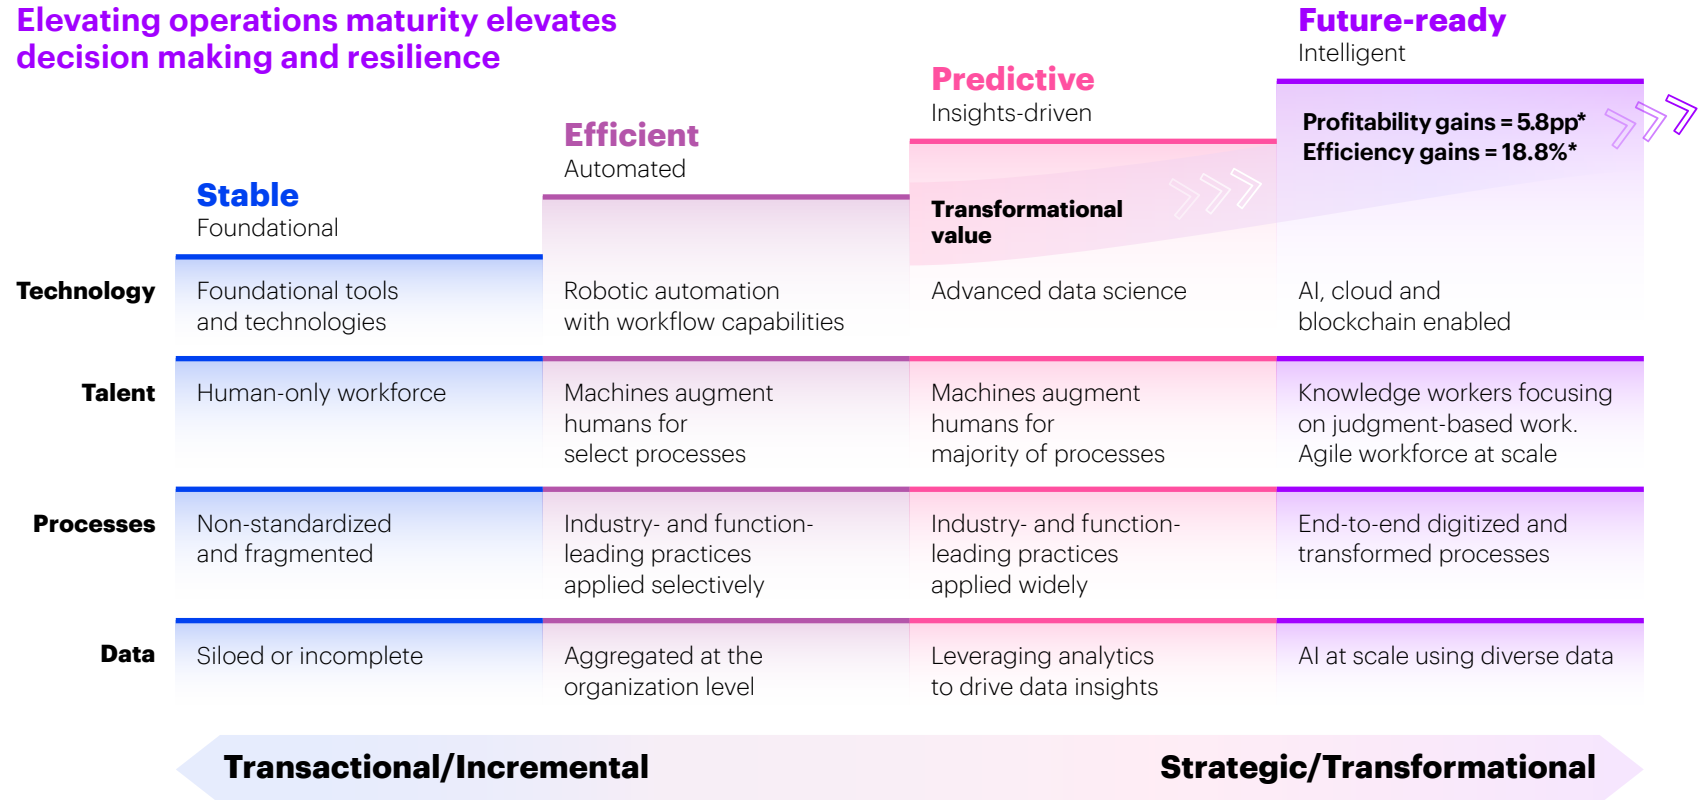 Elevating operations maturity elevates
decision making and resilience
Stable
Foundational
Efficient
Automated
Predictive
Insights-driven
Future-ready
Intelligent
Transformational
value
Profitability gains = 5.8pp*
Efficiency gains = 18.8%*
Technology
Foundational tools
and technologies
Robotic automation
with workflow capabilities
Advanced data science
AI, cloud and
blockchain enabled
Talent
Human-only workforce
Machines augment
humans for
select processes
Machines augment
humans for
majority of processes
Knowledge workers focusing
on judgment-based work.
Agile workforce at scale
Processes
Non-standardized
and fragmented
Industry- and function-
leading practices
applied selectively
Industry- and function-
leading practices
applied widely
End-to-end digitized and
transformed processes
Data
Siloed or incomplete
Aggregated at the
organization level
Leveraging analytics
to drive data insights
AI at scale using diverse data
Transactional/Incremental
Strategic/Transformational